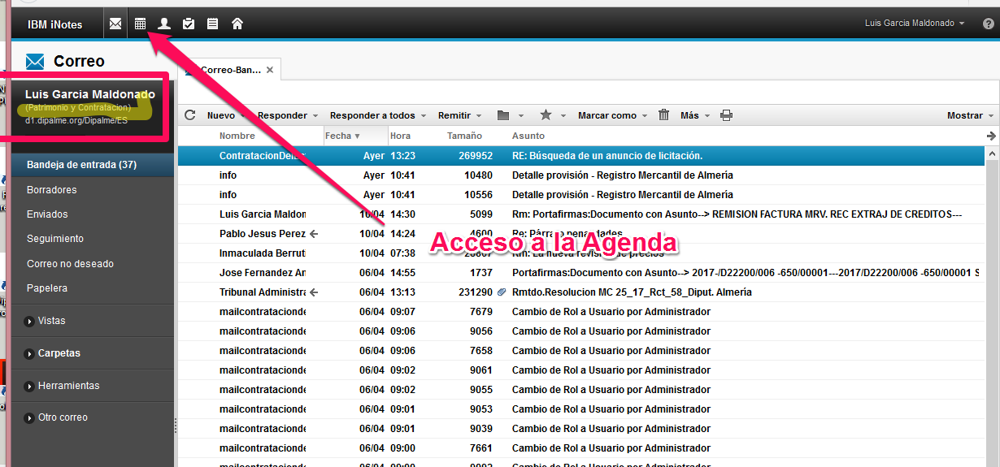 IBM iNotes
Luis Garcia Maldonado
Correo
Correo-Ban...
Luis Garcia Maldonado
(Patrimonio y Contratacion)
d1.dipalme.org/Dipalme/ES
Nuevo Responder Responder a todos Remitir Marcar como Más Mostrar
Nombre Fecha Hora Tamaño Asunto
Bandeja de entrada (37)
Borradores
Enviados
Seguimiento
Correo no deseado
Papelera
Vistas
Carpetas
Herramientas
Otro correo
Ayer 13:23 269952 RE: Búsqueda de un anuncio de licitación.
info Ayer 10:41 10480 Detalle provisión - Registro Mercantil de Almería
info Ayer 10:41 10556 Detalle provisión - Registro Mercantil de Almería
Luis Garcia Maldon 10/04 14:30 5099 Rm: Portafirmas:Documento con Asunto--> REMISION FACTURA MRV. REC EXTRAJ DE CREDITOS---
Pablo Jesus Perez 10/04 14:24 4600 Re: Párrafo penalidades
Acceso a la Agenda
Inmaculada Berruti 10/04 07:38 Rm: La nueva revisión de precios
Jose Fernandez An 06/04 14:55 1737 Portafirmas:Documento con Asunto--> 2017-/D22200/006 -650/00001---2017/D22200/006 -650/00001 S
Tribunal Administra 06/04 13:13 231290 Rmtdo.Resolucion MC 25_17_Rct_58_Diput. Almería
mailcontratacionde 06/04 09:07 7679 Cambio de Rol a Usuario por Administrador
mailcontratacionde 06/04 09:06 9056 Cambio de Rol a Usuario por Administrador
mailcontratacionde 06/04 09:06 7658 Cambio de Rol a Usuario por Administrador
mailcontratacionde 06/04 09:02 9061 Cambio de Rol a Usuario por Administrador
mailcontratacionde 06/04 09:02 9055 Cambio de Rol a Usuario por Administrador
mailcontratacionde 06/04 09:01 9053 Cambio de Rol a Usuario por Administrador
mailcontratacionde 06/04 09:01 9039 Cambio de Rol a Usuario por Administrador
mailcontratacionde 06/04 09:00 7661 Cambio de Rol a Usuario por Administrador